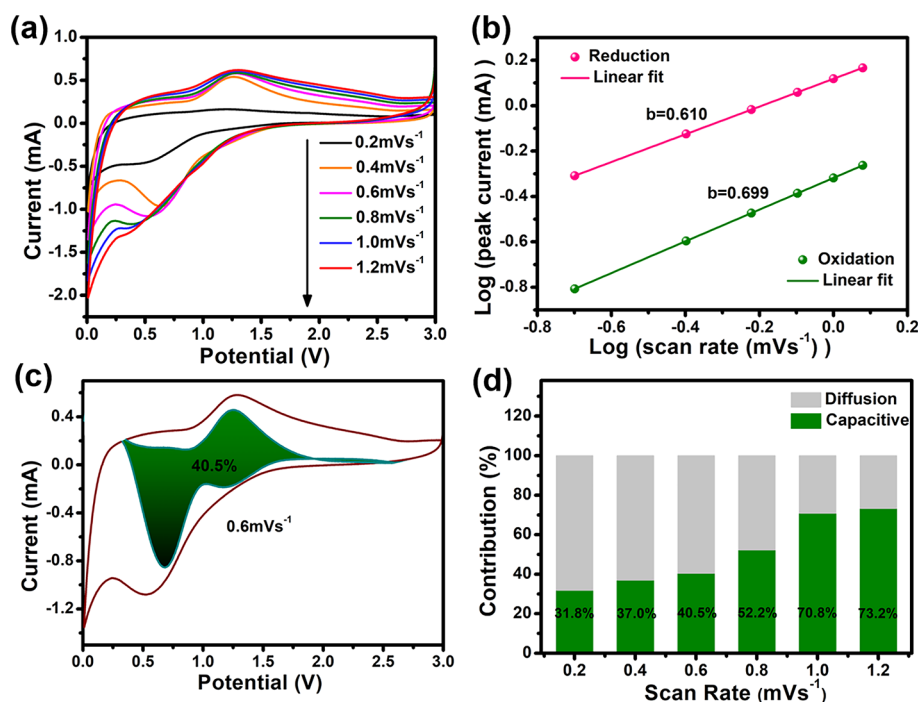 (a)
Current (mA)
1.0
0.5
0.0
-0.5
-1.0
-1.5
-2.0
0.2mVs⁻¹
0.4mVs⁻¹
0.6mVs⁻¹
0.8mVs⁻¹
1.0mVs⁻¹
1.2mVs⁻¹
0.0 0.5 1.0 1.5 2.0 2.5 3.0
Potential (V)
(b)
Log (peak current (mA) )
0.2
0.0
-0.2
-0.4
-0.6
-0.8
Reduction
Linear fit
b=0.610
b=0.699
Oxidation
Linear fit
-0.8 -0.4 -0.2 0.0 0.2
Log (scan rate (mVs⁻¹) )
(c)
Current (mA)
0.4
0.0
-0.4
-0.8
-1.2
40.5%
0.6mVs⁻¹
0.0 0.5 1.0 1.5 2.0 2.5 3.0
Potential (V)
(d)
Contribution (%)
120
100
80
60
40
20
0
Diffusion
Capacitive
31.8% 37.0% 40.5% 52.2% 70.8% 73.2%
0.2 0.4 0.6 0.8 1.0 1.2
Scan Rate (mVs⁻¹)